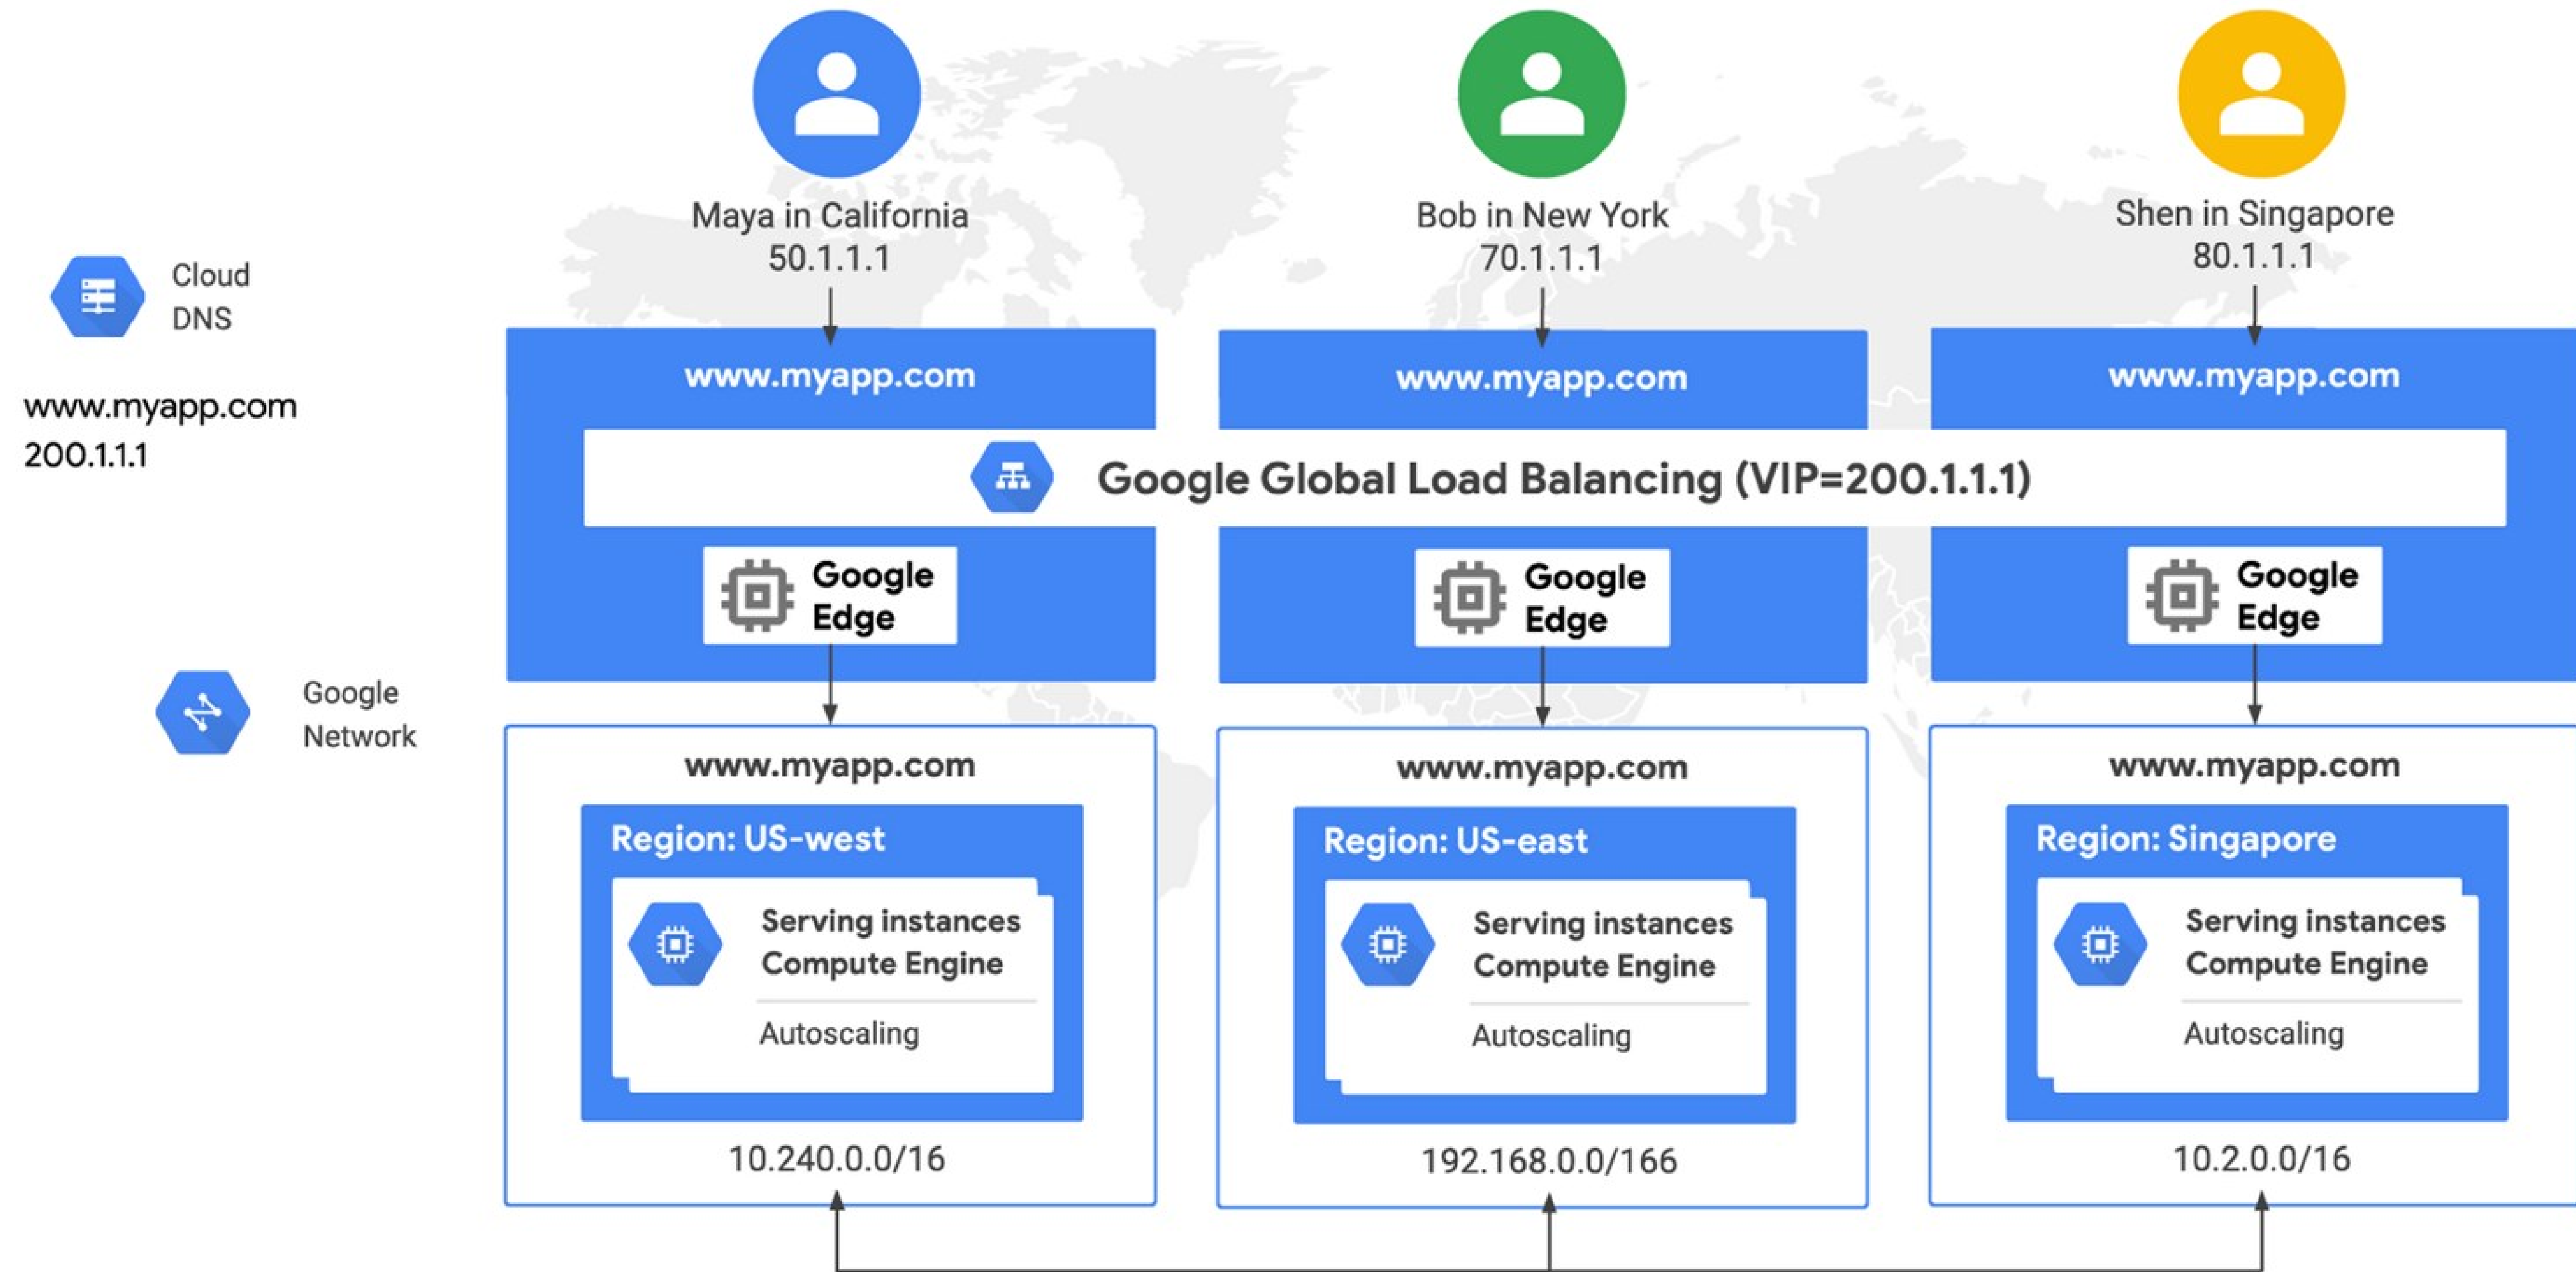 Maya in California
50.1.1.1
Bob in New York
70.1.1.1
Shen in Singapore
80.1.1.1
Cloud
DNS
www.myapp.com
200.1.1.1
www.myapp.com
www.myapp.com
www.myapp.com
Google Global Load Balancing (VIP=200.1.1.1)
Google
Edge
Google
Edge
Google
Edge
Google
Network
www.myapp.com
Region: US-west
Serving instances
Compute Engine
Autoscaling
10.240.0.0/16
www.myapp.com
Region: US-east
Serving instances
Compute Engine
Autoscaling
192.168.0.0/166
www.myapp.com
Region: Singapore
Serving instances
Compute Engine
Autoscaling
10.2.0.0/16